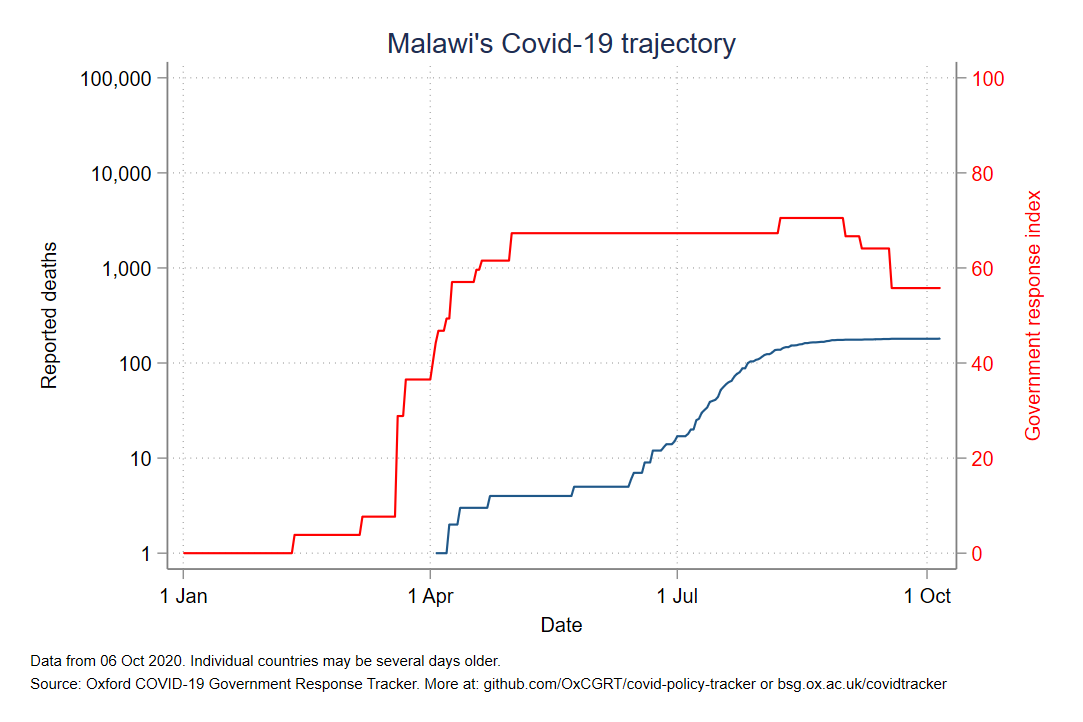 Malawi's Covid-19 trajectory
100,000
10,000
1,000
100
10
1
Reported deaths
100
80
60
40
20
0
Government response index
1 Jan
1 Apr
1 Jul
1 Oct
Date
Data from 06 Oct 2020. Individual countries may be several days older.
Source: Oxford COVID-19 Government Response Tracker. More at: github.com/OxCGRT/covid-policy-tracker or bsg.ox.ac.uk/covidtracker